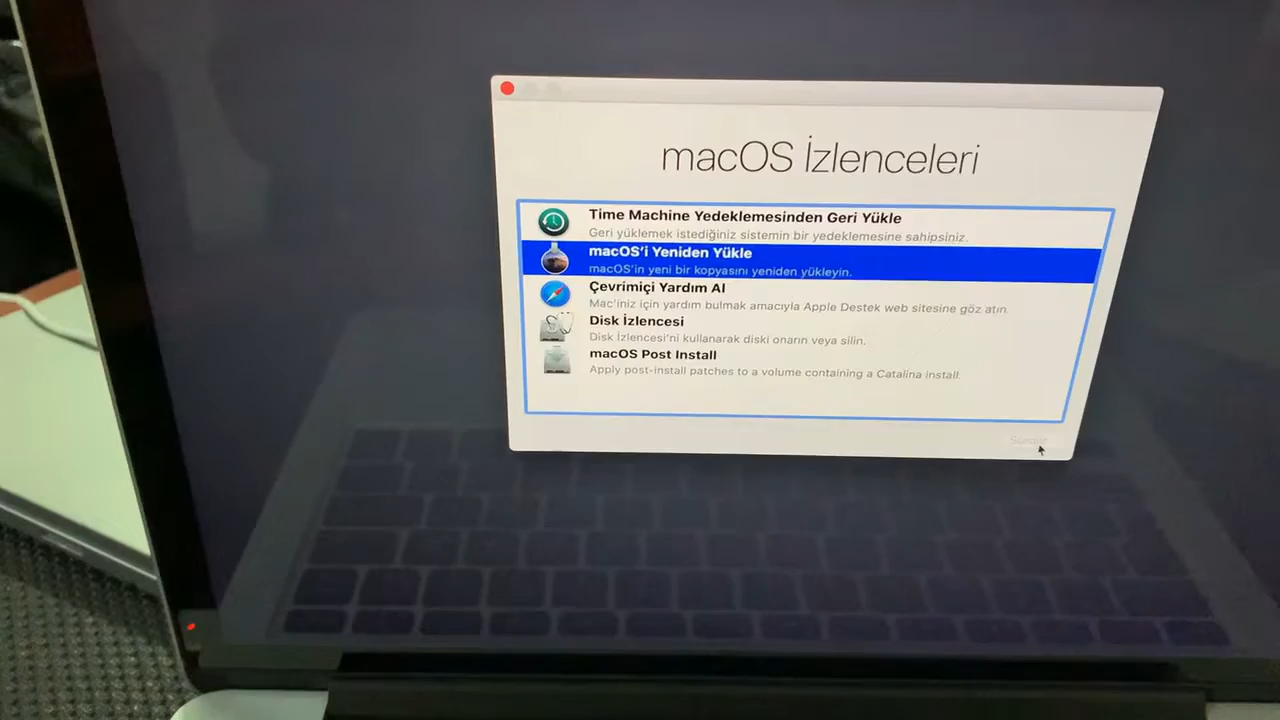 macOS İzlenceleri
Time Machine Yedeklemesinden Geri Yükle
Geri yüklemek istediğiniz sistemin bir yedeklemesine sahipsiniz.
macOS'i Yeniden Yükle
macOS'in yeni bir kopyasını yeniden yükleyin.
Çevrimiçi Yardım Al
Mac'iniz için yardım bulmak amacıyla Apple Destek web sitesine göz atın.
Disk İzlencesi
Disk İzlencesi'ni kullanarak diski onarın veya silin.
macOS Post Install
Apply post-install patches to a volume containing a Catalina install.